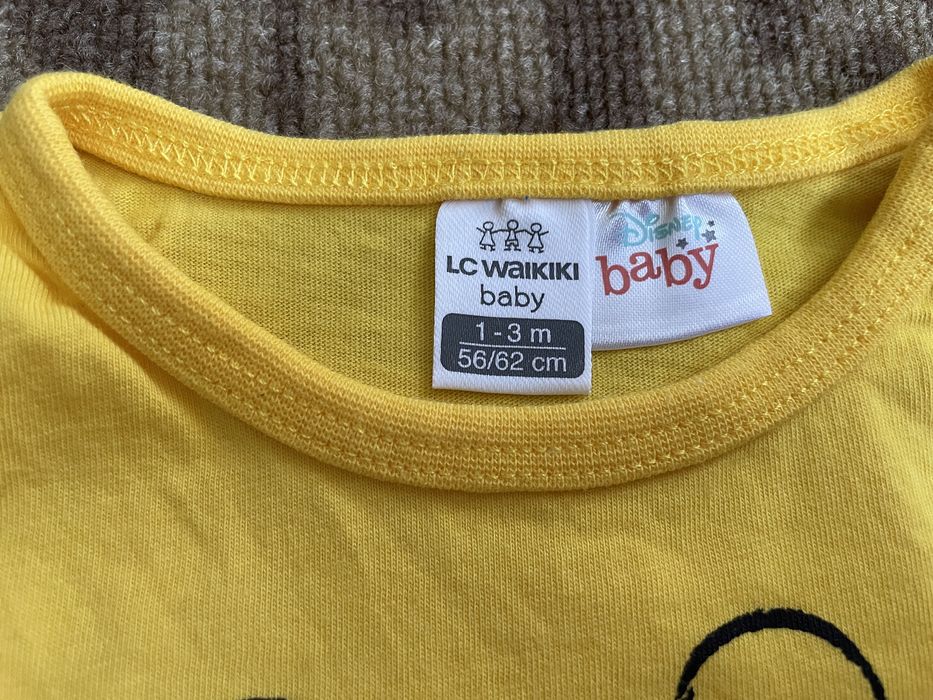 LC WAIKIKI
baby
1 - 3 m
56/62 cm
Disney
baby